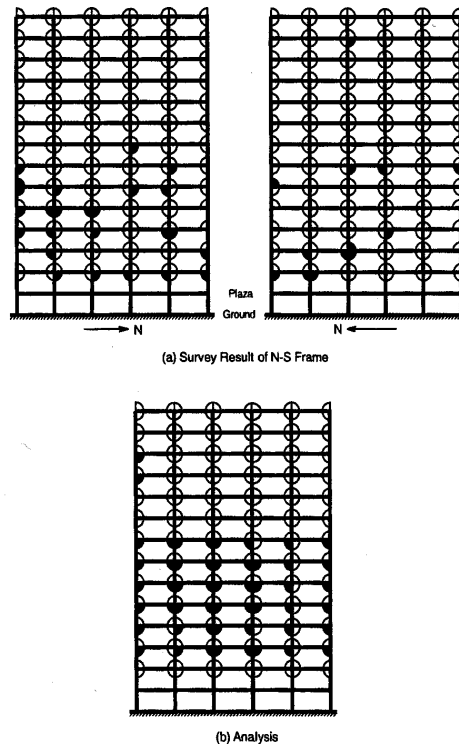 Plaza
Ground
N
N
(a) Survey Result of N-S Frame
(b) Analysis